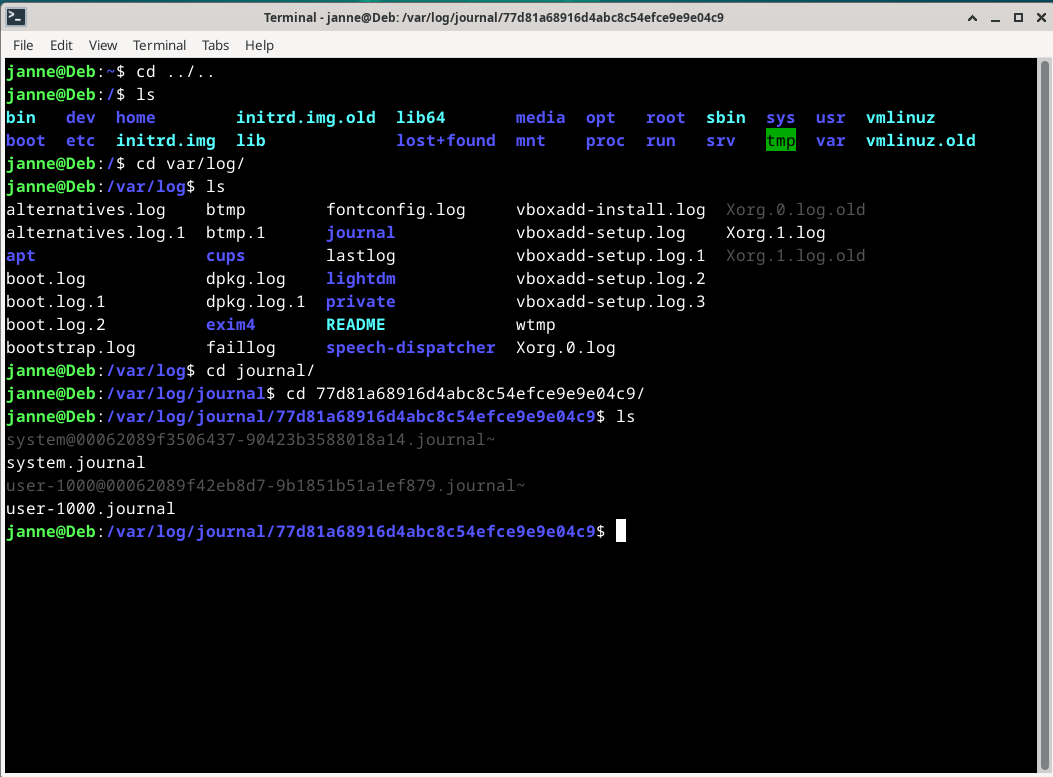 Terminal - janne@Deb: /var/log/journal/77d81a68916d4abc8c54efce9e9e04c9
File Edit View Terminal Tabs Help
janne@Deb:~$ cd ../..
janne@Deb:/$ ls
bin dev home initrd.img.old lib64 media opt root sbin sys usr vmlinuz
boot etc initrd.img lib lost+found mnt proc run srv tmp var vmlinuz.old
janne@Deb:/$ cd var/log/
janne@Deb:/var/log$ ls
alternatives.log btmp fontconfig.log vboxadd-install.log Xorg.0.log.old
alternatives.log.1 btmp.1 journal vboxadd-setup.log Xorg.1.log
apt cups lastlog vboxadd-setup.log.1 Xorg.1.log.old
boot.log dpkg.log lightdm vboxadd-setup.log.2
boot.log.1 dpkg.log.1 private vboxadd-setup.log.3
boot.log.2 exim4 README wtmp
bootstrap.log faillog speech-dispatcher Xorg.0.log
janne@Deb:/var/log$ cd journal/
janne@Deb:/var/log/journal$ cd 77d81a68916d4abc8c54efce9e9e04c9/
janne@Deb:/var/log/journal/77d81a68916d4abc8c54efce9e9e04c9$ ls
system@00062089f3506437-90423b3588018a14.journal~
system.journal
user-1000@00062089f42eb8d7-9b1851b51a1ef879.journal~
user-1000.journal
janne@Deb:/var/log/journal/77d81a68916d4abc8c54efce9e9e04c9$